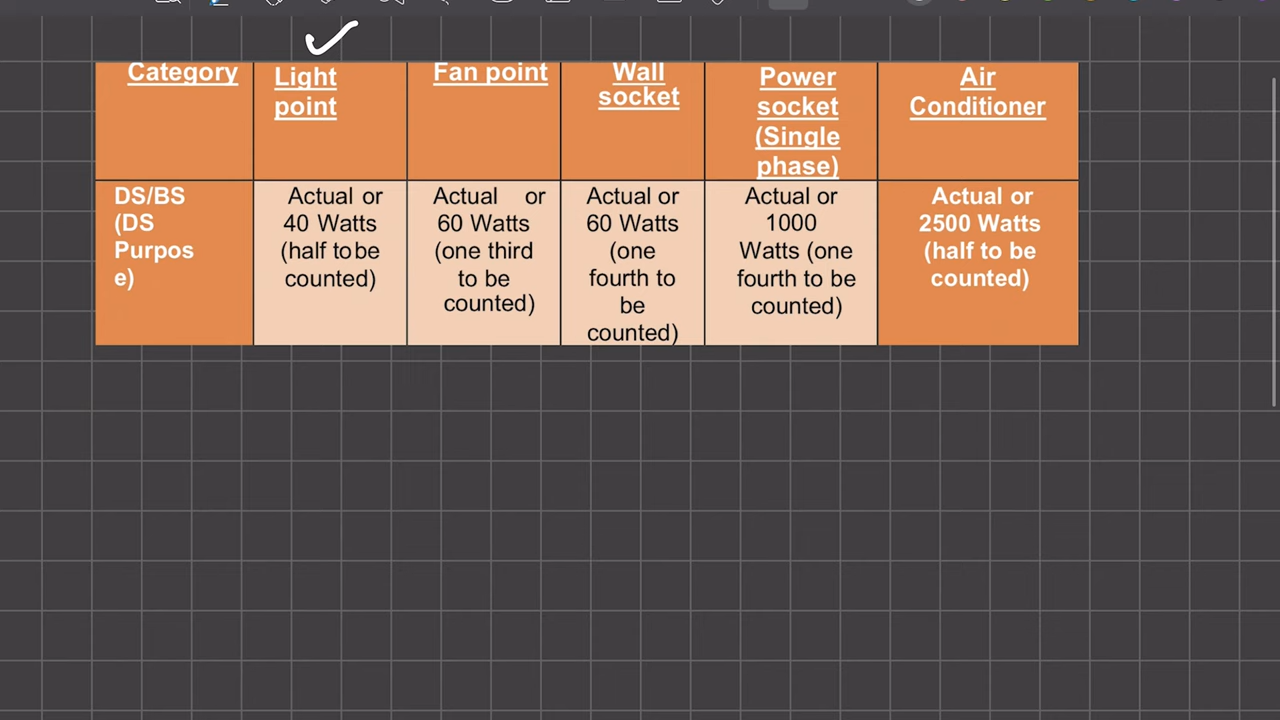 Category
Light
point
Fan point
Wall
socket
Power
socket
(Single
phase)
Air
Conditioner
DS/BS
(DS
Purpos
e)
Actual or
40 Watts
(half to be
counted)
Actual or
60 Watts
(one third
to be
counted)
Actual or
60 Watts
(one
fourth to
be
counted)
Actual or
1000
Watts (one
fourth to be
counted)
Actual or
2500 Watts
(half to be
counted)